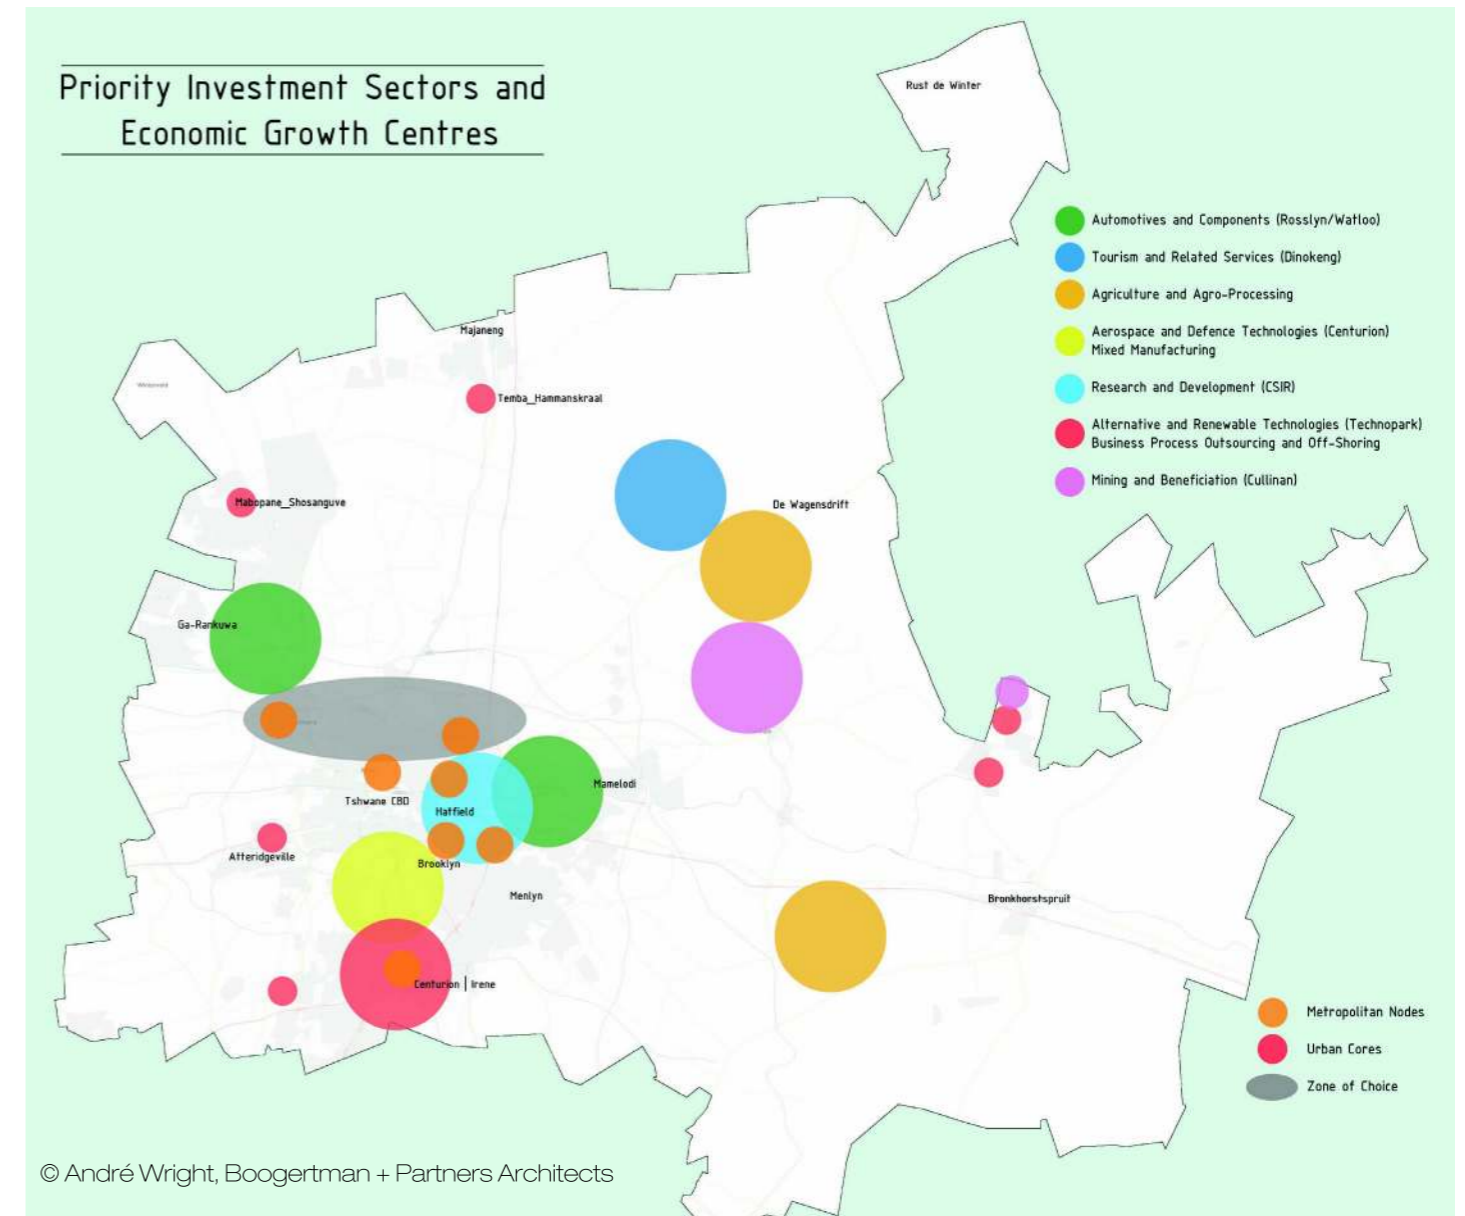 Priority Investment Sectors and
Economic Growth Centres
Rust de Winter
Automotives and Components (Rosslyn/Watloo)
Tourism and Related Services (Dinokeng)
Agriculture and Agro-Processing
Aerospace and Defence Technologies (Centurion)
Mixed Manufacturing
Research and Development (CSIR)
Alternative and Renewable Technologies (Technopark)
Business Process Outsourcing and Off-Shoring
Mining and Beneficiation (Cullinan)
Majaneng
Temba_Hammanskraal
Mabopane_Shosanguve
De Wagensdrift
Ga-Rankuwa
Mamelodi
Tshwane CBD
Hatfield
Atteridgeville
Brooklyn
Menlyn
Bronkhorstspruit
Centurion | Irene
Metropolitan Nodes
Urban Cores
Zone of Choice
© André Wright, Boogertman + Partners Architects